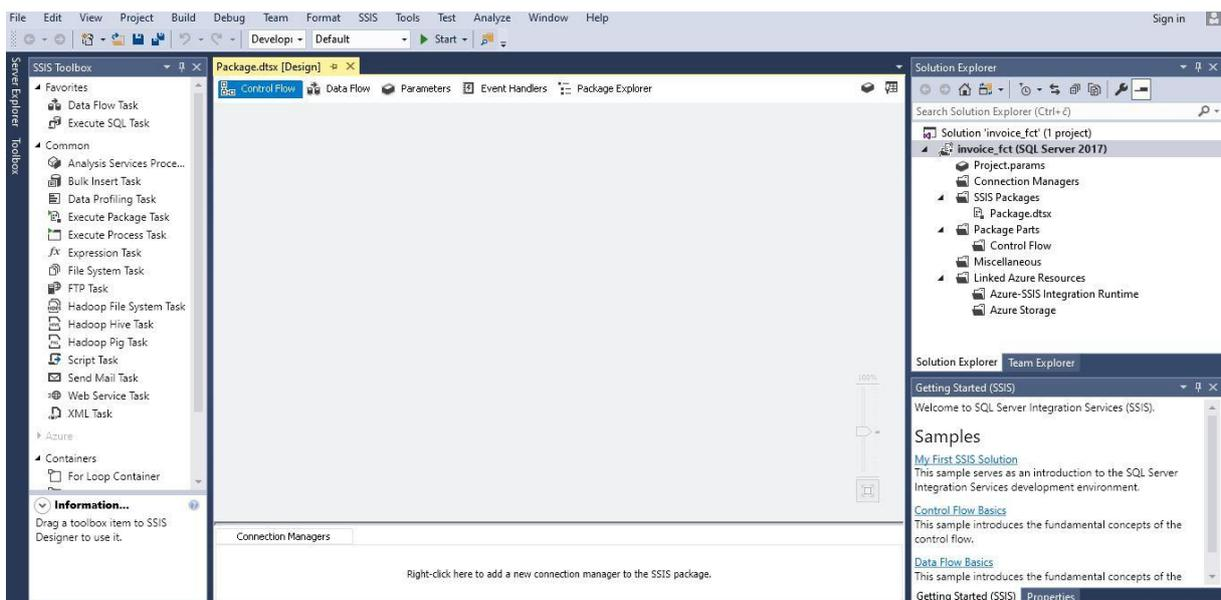 File Edit View Project Build Debug Team Format SSIS Tools Test Analyze Window Help Sign in
Develop Default Start
Server Explorer
Toolbox
SSIS Toolbox
Favorites
Data Flow Task
Execute SQL Task
Common
Analysis Services Proce...
Bulk Insert Task
Data Profiling Task
Execute Package Task
Execute Process Task
Expression Task
File System Task
FTP Task
Hadoop File System Task
Hadoop Hive Task
Hadoop Pig Task
Script Task
Send Mail Task
Web Service Task
XML Task
Azure
Containers
For Loop Container
Information...
Drag a toolbox item to SSIS
Designer to use it.
Package.dtsx [Design]
Control Flow Data Flow Parameters Event Handlers Package Explorer
100%
Connection Managers
Right-click here to add a new connection manager to the SSIS package.
Solution Explorer
Search Solution Explorer (Ctrl+č)
Solution 'invoice_fct' (1 project)
invoice_fct (SQL Server 2017)
Project.params
Connection Managers
SSIS Packages
Package.dtsx
Package Parts
Control Flow
Miscellaneous
Linked Azure Resources
Azure-SSIS Integration Runtime
Azure Storage
Solution Explorer Team Explorer
Getting Started (SSIS)
Welcome to SQL Server Integration Services (SSIS).
Samples
My First SSIS Solution
This sample serves as an introduction to the SQL Server
Integration Services development environment.
Control Flow Basics
This sample introduces the fundamental concepts of the
control flow.
Data Flow Basics
This sample introduces the fundamental concepts of the
Getting Started (SSIS) Properties